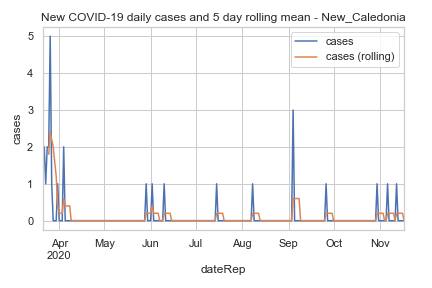 New COVID-19 daily cases and 5 day rolling mean - New_Caledonia
cases
cases (rolling)
5
4
3
2
1
0
cases
Apr
2020
May
Jun
Jul
Aug
Sep
Oct
Nov
dateRep